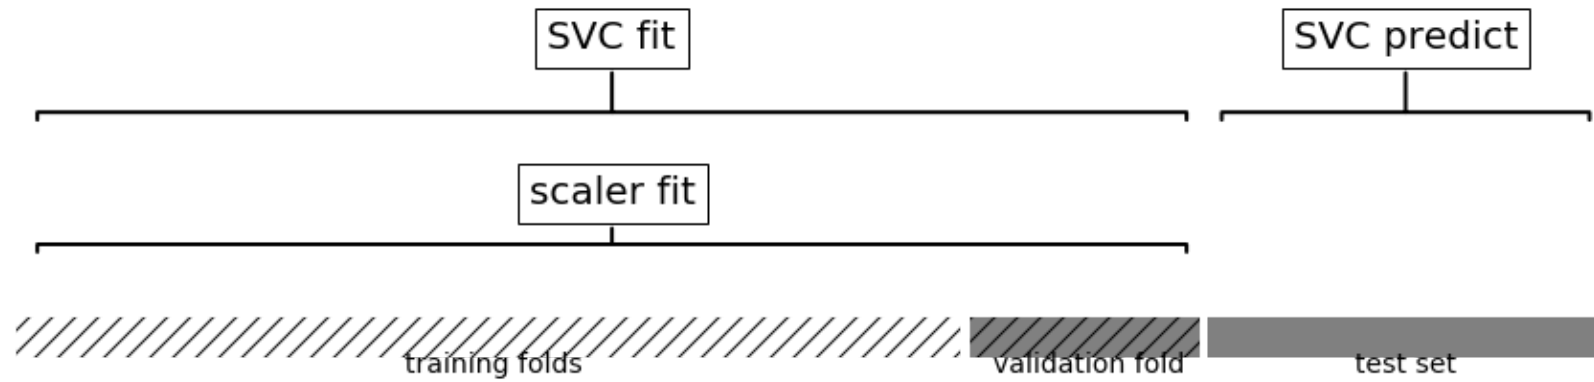 SVC fit
SVC predict
scaler fit
training folds
validation fold
test set